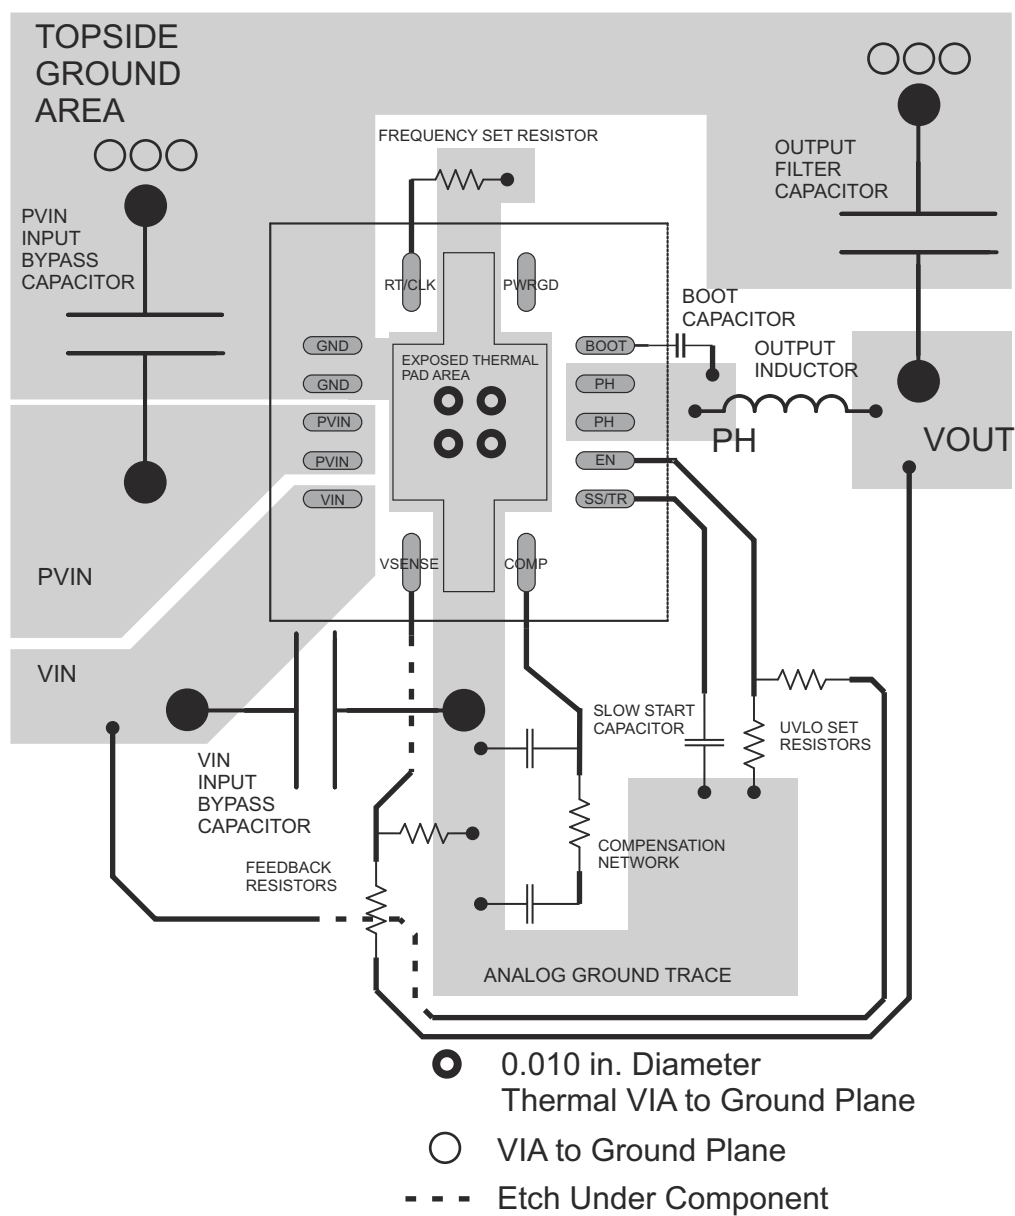 TOPSIDE
GROUND
AREA
FREQUENCY SET RESISTOR
OUTPUT
FILTER
CAPACITOR
PVIN
INPUT
BYPASS
CAPACITOR
RT/CLK
PWRGD
BOOT
CAPACITOR
GND
BOOT
OUTPUT
INDUCTOR
EXPOSED THERMAL
PAD AREA
GND
PH
PVIN
PH
PH
VOUT
PVIN
EN
VIN
SS/TR
VSENSE
COMP
PVIN
VIN
SLOW START
CAPACITOR
UVLO SET
RESISTORS
VIN
INPUT
BYPASS
CAPACITOR
COMPENSATION
NETWORK
FEEDBACK
RESISTORS
ANALOG GROUND TRACE
0.010 in. Diameter
Thermal VIA to Ground Plane
VIA to Ground Plane
Etch Under Component